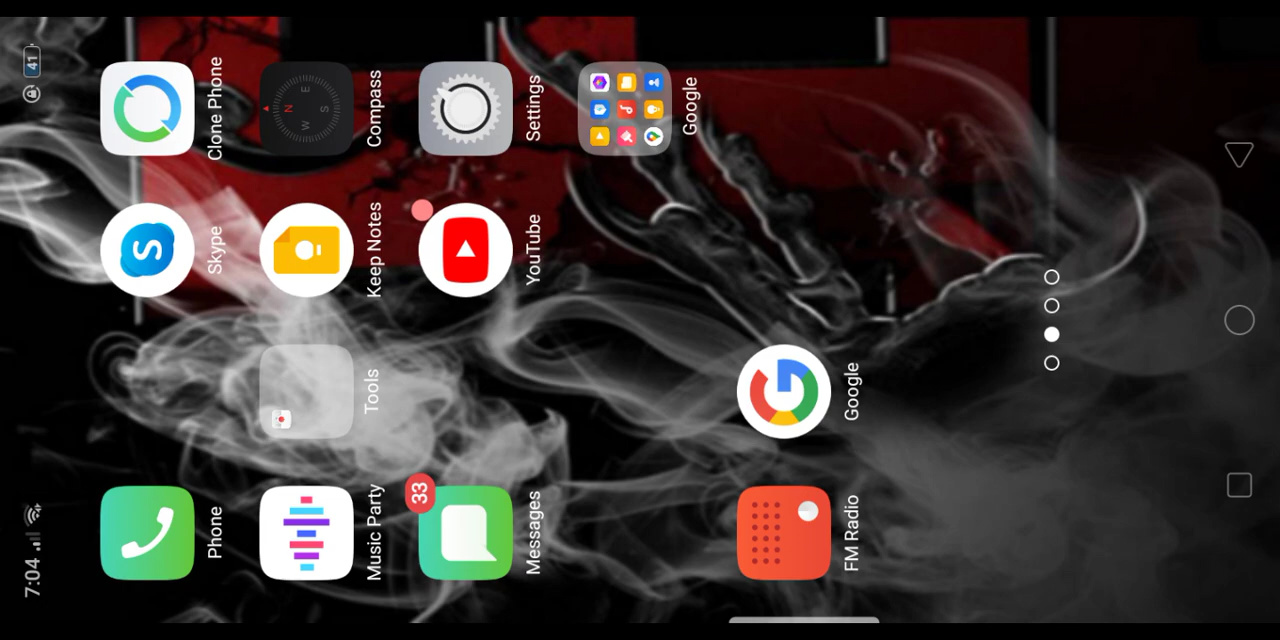 7:04 41
Phone Skype Clone Phone
N
W E
S
Music Party Tools Keep Notes Compass
33
Messages YouTube Settings
Google
FM Radio Google